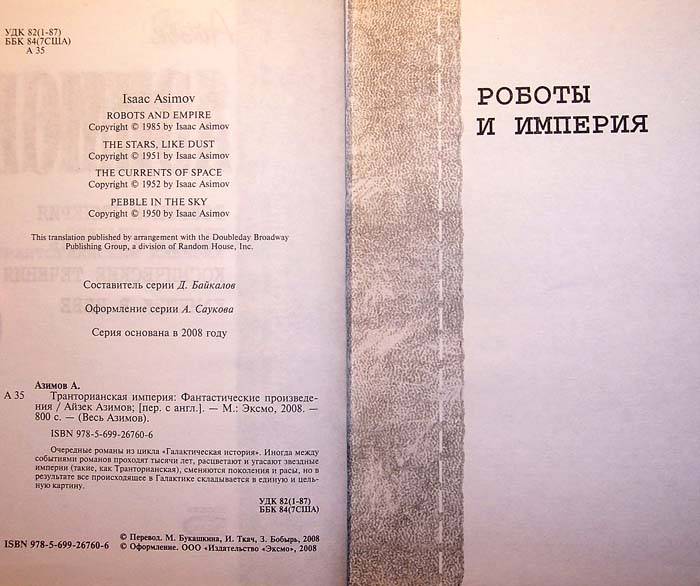 УДК 82(1-87)
ББК 84(7США)
А 35
Isaac Asimov
ROBOTS AND EMPIRE
Copyright © 1985 by Isaac Asimov
THE STARS, LIKE DUST
Copyright © 1951 by Isaac Asimov
THE CURRENTS OF SPACE
Copyright © 1952 by Isaac Asimov
PEBBLE IN THE SKY
Copyright © 1950 by Isaac Asimov
This translation published by arrangement with the Doubleday Broadway
Publishing Group, a division of Random House, Inc.
Составитель серии Д. Байкалов
Оформление серии А. Саукова
Серия основана в 2008 году
Азимов А.
А 35 Транторианская империя: Фантастические произведе-
ния / Айзек Азимов; [пер. с англ.]. — М.: Эксмо, 2008. —
800 с. — (Весь Азимов).
ISBN 978-5-699-26760-6
Очередные романы из цикла «Галактическая история». Иногда между
событиями романов проходят тысячи лет, расцветают и угасают звездные
империи (такие, как Транторианская), сменяются поколения и расы, но в
результате все происходящее в Галактике складывается в единую и цель-
ную картину.
УДК 82(1-87)
ББК 84(7США)
© Перевод. М. Букашкина, И. Ткач, З. Бобырь, 2008
ISBN 978-5-699-26760-6 © Оформление. ООО «Издательство «Эксмо», 2008
РОБОТЫ
И ИМПЕРИЯ